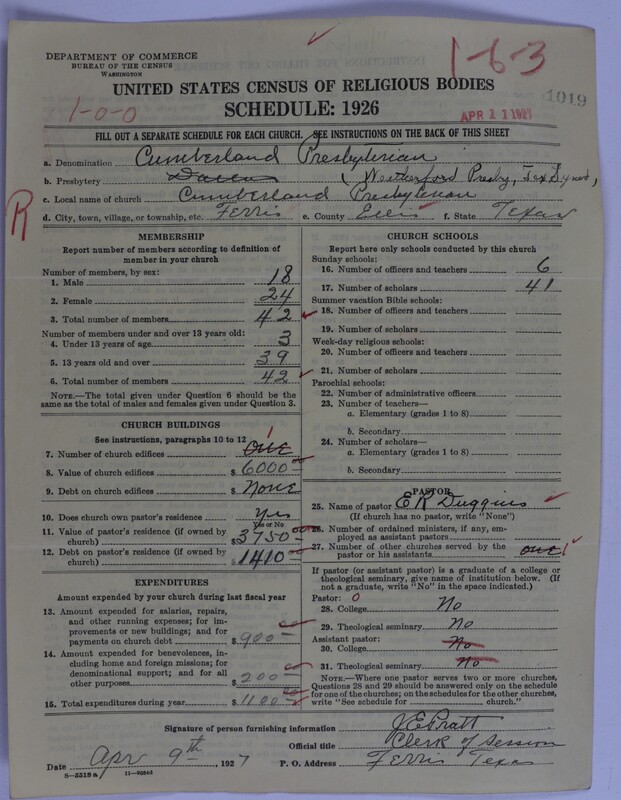 1-6-3
DEPARTMENT OF COMMERCE
BUREAU OF THE CENSUS
WASHINGTON
UNITED STATES CENSUS OF RELIGIOUS BODIES
1-0-0
SCHEDULE: 1926
APR 11 1927
1019
FILL OUT A SEPARATE SCHEDULE FOR EACH CHURCH. SEE INSTRUCTIONS ON THE BACK OF THIS SHEET
a. Denomination Cumberland Presbyterian
b. Presbytery Dallas (Weatherford Presby, Tex Synod,
c. Local name of church Cumberland Presbyterian
R
d. City, town, village, or township, etc. Ferris e. County Ellis f. State Texas
MEMBERSHIP
Report number of members according to definition of
member in your church
Number of members, by sex:
1. Male 18
2. Female 24
3. Total number of members 42
Number of members under and over 13 years old:
4. Under 13 years of age 3
5. 13 years old and over 39
6. Total number of members 42
NOTE.—The total given under Question 6 should be the
same as the total of males and females given under Question 3.
CHURCH BUILDINGS
See instructions, paragraphs 10 to 12
7. Number of church edifices one 1
8. Value of church edifices $ 6000
9. Debt on church edifices $ None
10. Does church own pastor's residence Yes
Yes or No
11. Value of pastor's residence (if owned by
church) $ 3750
12. Debt on pastor's residence (if owned by
church) $ 1410
EXPENDITURES
Amount expended by your church during last fiscal year
13. Amount expended for salaries, repairs,
and other running expenses; for im-
provements or new buildings; and for
payments on church debt $ 900
14. Amount expended for benevolences,
including home and foreign missions; for
denominational support; and for all
other purposes $ 200
15. Total expenditures during year $ 1100
CHURCH SCHOOLS
Report here only schools conducted by this church
Sunday schools:
16. Number of officers and teachers 6
17. Number of scholars 41
Summer vacation Bible schools:
18. Number of officers and teachers
19. Number of scholars
Week-day religious schools:
20. Number of officers and teachers
21. Number of scholars
Parochial schools:
22. Number of administrative officers
23. Number of teachers—
a. Elementary (grades 1 to 8)
b. Secondary
24. Number of scholars—
a. Elementary (grades 1 to 8)
b. Secondary
PASTOR
25. Name of pastor E R Duggins
(If church has no pastor, write "None")
26. Number of ordained ministers, if any, em-
ployed as assistant pastors
27. Number of other churches served by the
pastor or his assistants one 1
If pastor (or assistant pastor) is a graduate of a college or
theological seminary, give name of institution below. (If
not a graduate, write "No" in the space indicated.)
Pastor: 0
28. College No
29. Theological seminary No
Assistant pastor:
30. College No
31. Theological seminary No
NOTE.—Where one pastor serves two or more churches,
Questions 28 and 29 should be answered only on the schedule
for one of the churches; on the schedules for the other churches,
write "See schedule for church."
Signature of person furnishing information J E Pratt
Official title Clerk of Session
Date Apr 9th, 1927 P. O. Address Ferris Texas
S-5518a